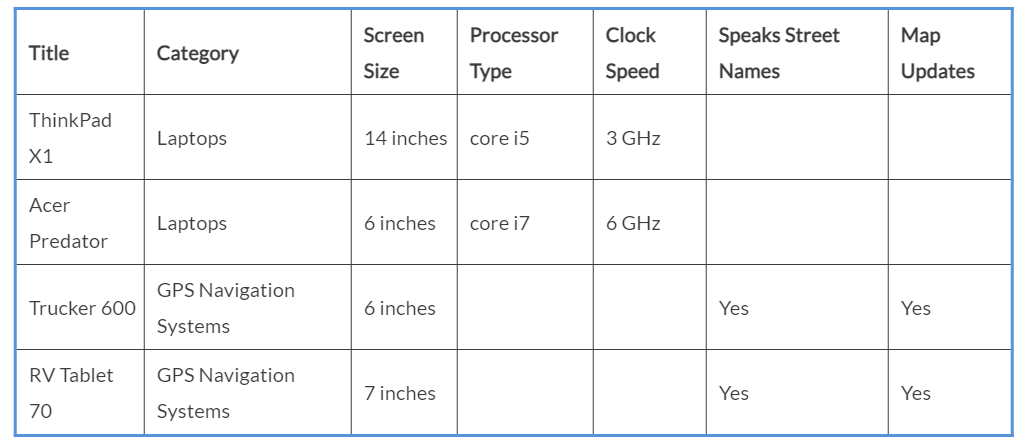 Title Category Screen Size Processor Type Clock Speed Speaks Street Names Map Updates
ThinkPad X1 Laptops 14 inches core i5 3 GHz
Acer Predator Laptops 6 inches core i7 6 GHz
Trucker 600 GPS Navigation Systems 6 inches Yes Yes
RV Tablet 70 GPS Navigation Systems 7 inches Yes Yes